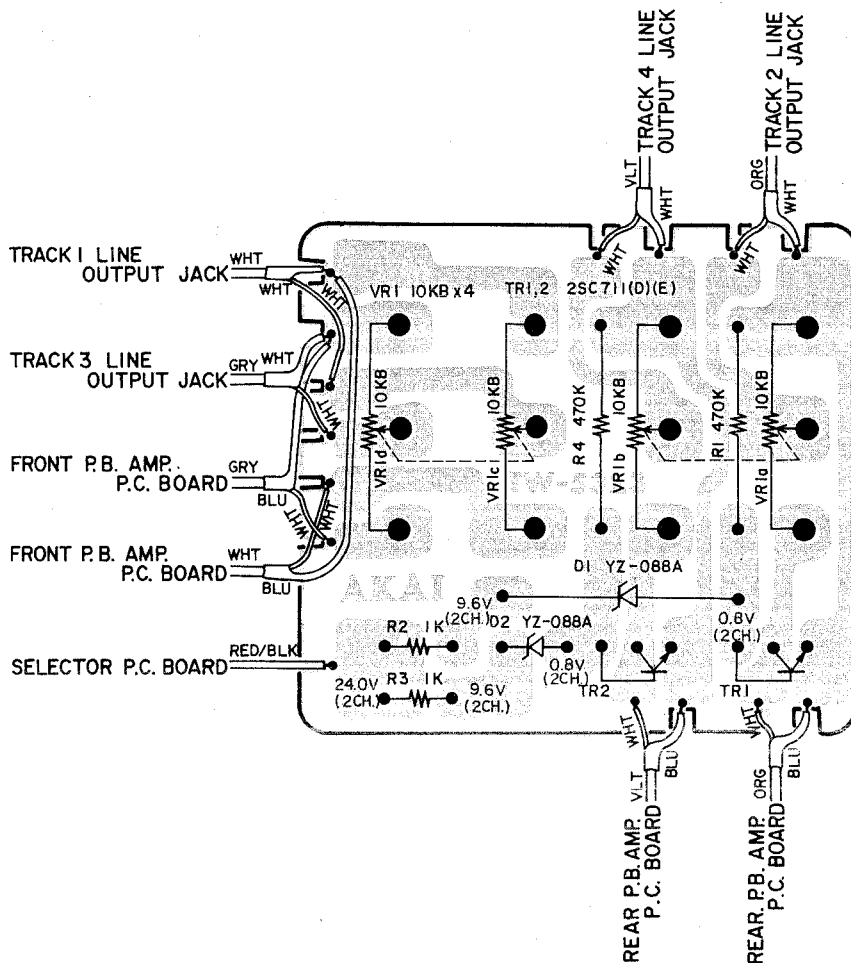 VLT
TRACK 4 LINE
OUTPUT JACK
WHT
WHT
ORG
TRACK 2 LINE
OUTPUT JACK
WHT
WHT
TRACK 1 LINE
OUTPUT JACK
WHT
WHT
WHT
TRACK 3 LINE
OUTPUT JACK
WHT
GRY
WHT
FRONT P.B. AMP.
P.C. BOARD
GRY
BLU
WHT
WHT
FRONT P.B. AMP.
P.C. BOARD
WHT
BLU
SELECTOR P.C. BOARD
RED/BLK
VR1 10KB x 4
TR1,2 2SC711(D)(E)
10KB
VR1d
10KB
VR1c
R4 470K
10KB
VR1b
R1 470K
10KB
VR1a
AKAI
D1 YZ-088A
9.6V
(2CH.)
D2 YZ-088A
0.8V
(2CH.)
0.8V
(2CH.)
R2 1K
24.0V
(2CH.)
R3 1K
9.6V
(2CH.)
TR2
TR1
WHT
BLU
VLT
REAR P.B. AMP.
P.C. BOARD
WHT
BLU
ORG
REAR. P.B. AMP.
P.C. BOARD